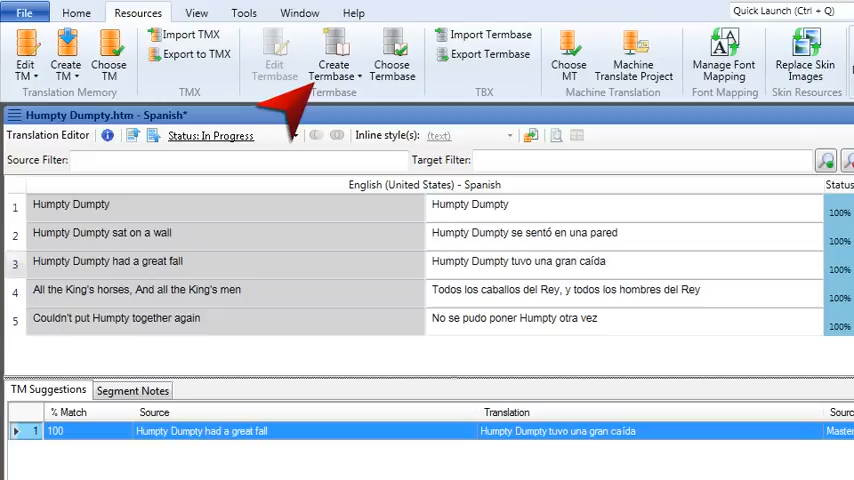 File Home Resources View Tools Window Help Quick Launch (Ctrl + Q)
Edit TM Create TM Choose TM
Translation Memory
Import TMX
Export to TMX
TMX
Edit Termbase Create Termbase Choose Termbase
Termbase
Import Termbase
Export Termbase
TBX
Choose MT Machine Translate Project
Machine Translation
Manage Font Mapping
Font Mapping
Replace Skin Images
Skin Resources
Humpty Dumpty.htm - Spanish*
Translation Editor Status: In Progress Inline style(s): (text)
Source Filter: Target Filter:
English (United States) - Spanish Status
1 Humpty Dumpty Humpty Dumpty 100%
2 Humpty Dumpty sat on a wall Humpty Dumpty se sentó en una pared 100%
3 Humpty Dumpty had a great fall Humpty Dumpty tuvo una gran caída 100%
4 All the King's horses, And all the King's men Todos los caballos del Rey, y todos los hombres del Rey 100%
5 Couldn't put Humpty together again No se pudo poner Humpty otra vez 100%
TM Suggestions Segment Notes
% Match Source Translation Sourc
1 100 Humpty Dumpty had a great fall Humpty Dumpty tuvo una gran caída Master